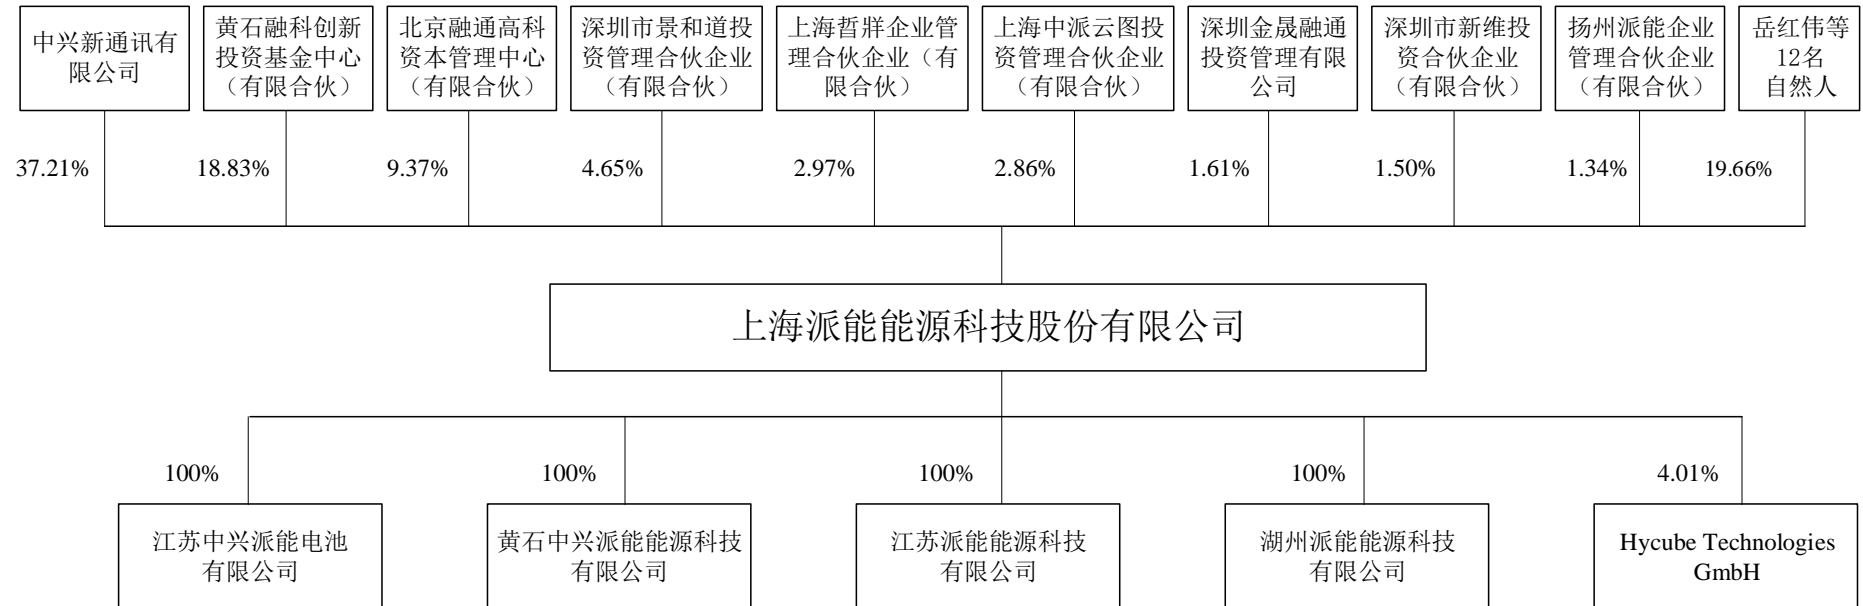 中兴新通讯有
限公司
黄石融科创新
投资基金中心
（有限合伙）
北京融通高科
资本管理中心
（有限合伙）
深圳市景和道投
资管理合伙企业
（有限合伙）
上海晢牂企业管
理合伙企业（有
限合伙）
上海中派云图投
资管理合伙企业
（有限合伙）
深圳金晟融通
投资管理有限
公司
深圳市新维投
资合伙企业
（有限合伙）
扬州派能企业
管理合伙企业
（有限合伙）
岳红伟等
12名
自然人
37.21%
18.83%
9.37%
4.65%
2.97%
2.86%
1.61%
1.50%
1.34%
19.66%
上海派能能源科技股份有限公司
100%
100%
100%
100%
4.01%
江苏中兴派能电池
有限公司
黄石中兴派能能源科技
有限公司
江苏派能能源科技
有限公司
湖州派能能源科技
有限公司
Hycube Technologies
GmbH